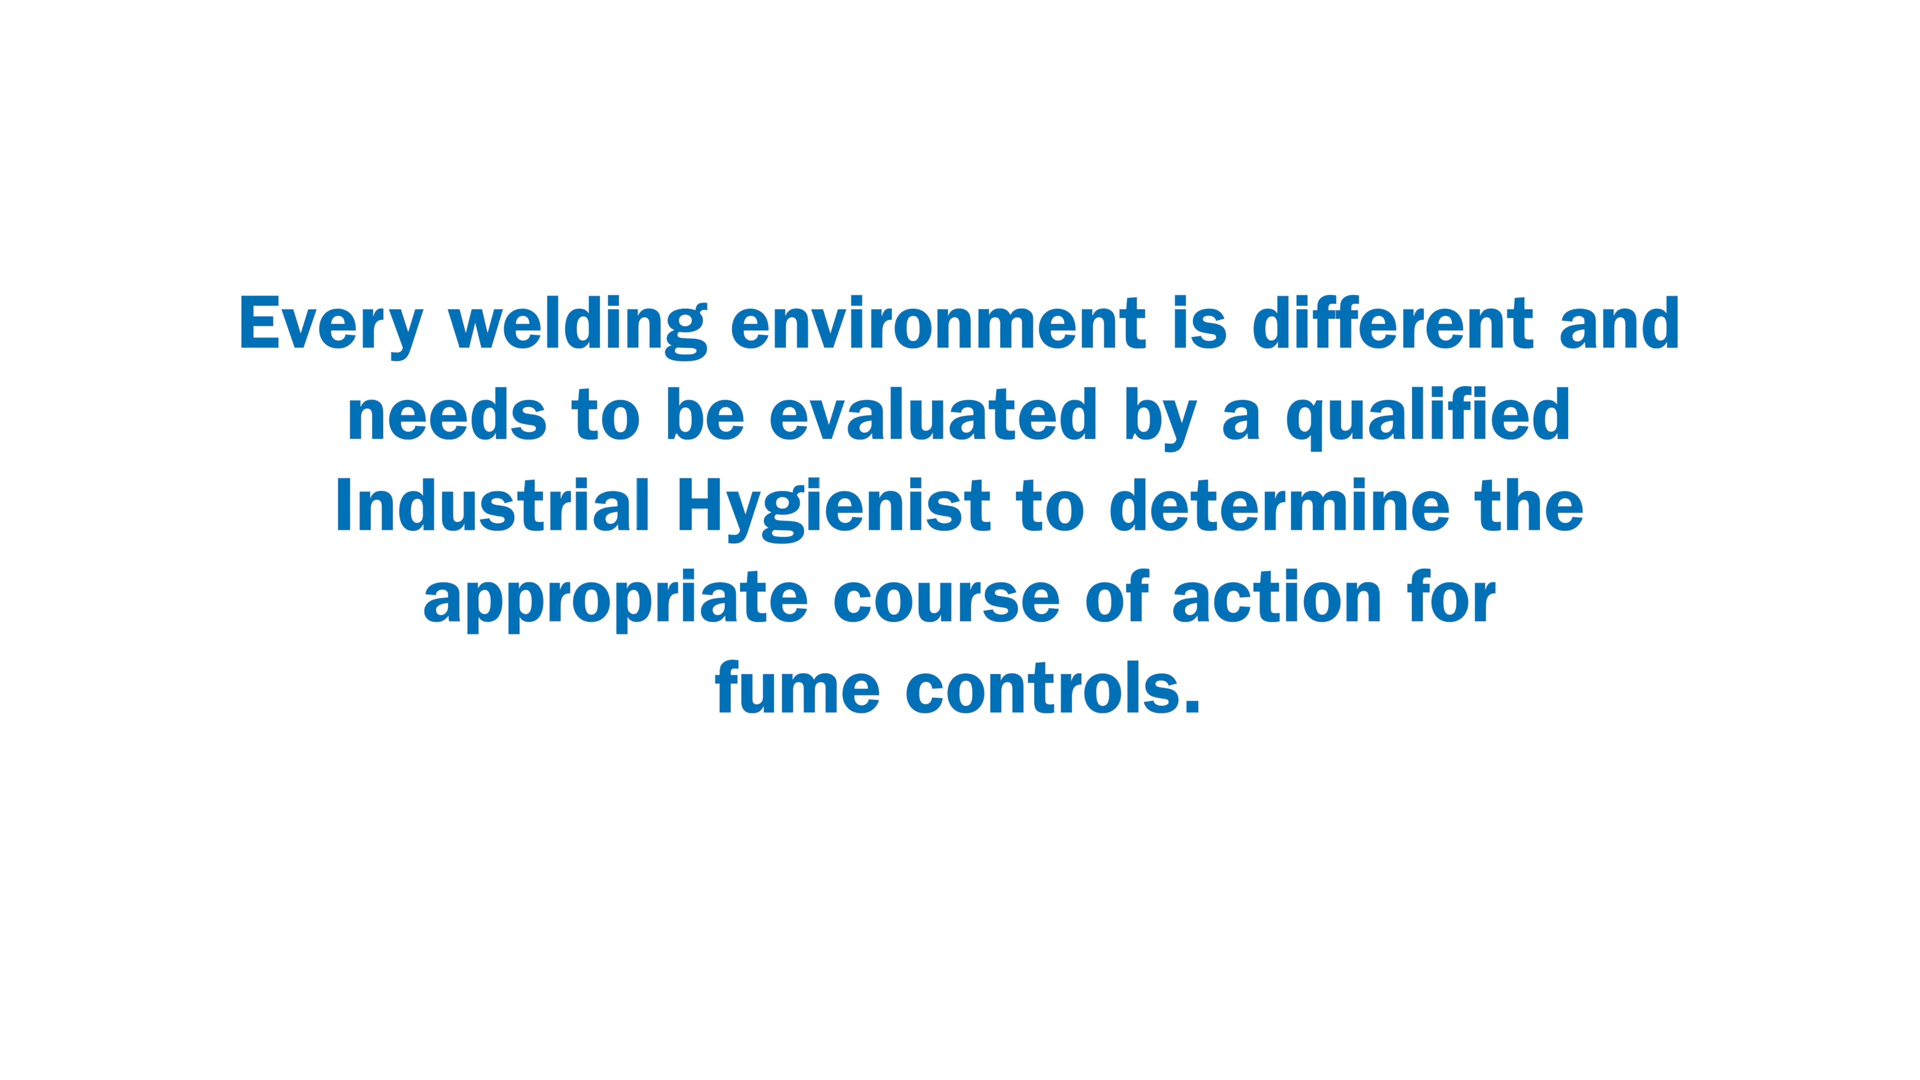 Every welding environment is different and
needs to be evaluated by a qualified
Industrial Hygienist to determine the
appropriate course of action for
fume controls.